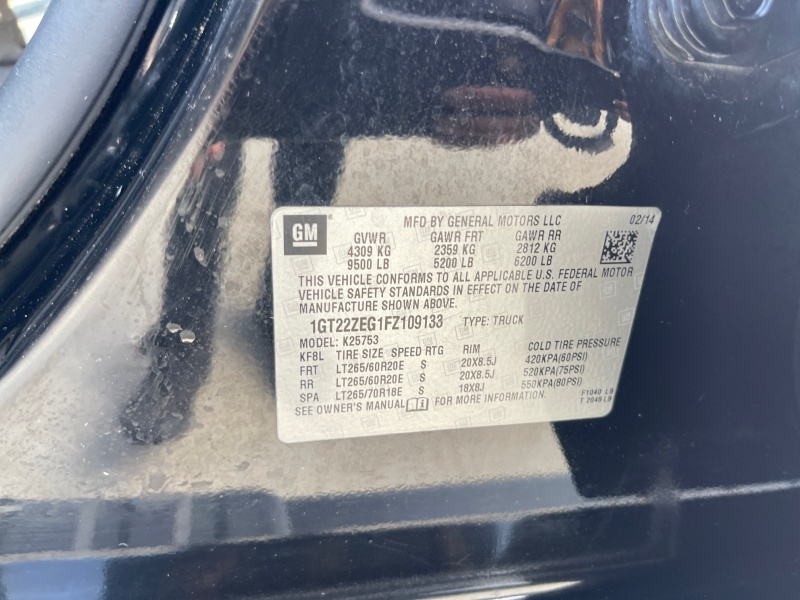 GM
MFD BY GENERAL MOTORS LLC 02/14
GVWR GAWR FRT GAWR RR
4309 KG 2359 KG 2812 KG
9500 LB 5200 LB 6200 LB
THIS VEHICLE CONFORMS TO ALL APPLICABLE U.S. FEDERAL MOTOR
VEHICLE SAFETY STANDARDS IN EFFECT ON THE DATE OF
MANUFACTURE SHOWN ABOVE.
1GT22ZEG1FZ109133 TYPE: TRUCK
MODEL: K25753
KF8L TIRE SIZE SPEED RTG RIM COLD TIRE PRESSURE
FRT LT265/60R20E S 20X8.5J 420KPA(60PSI)
RR LT265/60R20E S 20X8.5J 520KPA(75PSI)
SPA LT265/70R18E S 18X8J 550KPA(80PSI)
SEE OWNER'S MANUAL FOR MORE INFORMATION.
F1040 LB
T 2040 LB